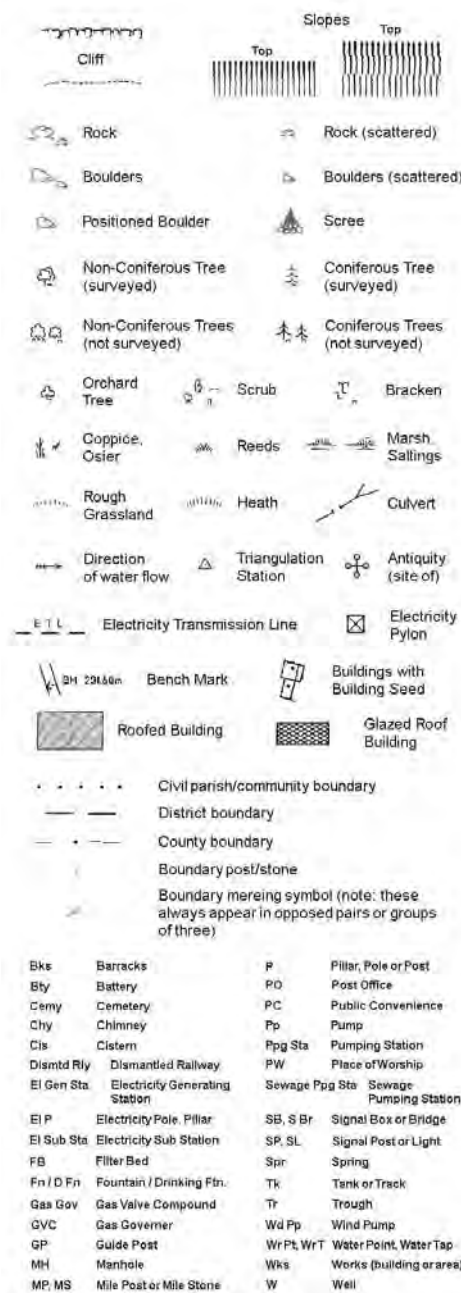 Slopes
Top
Top
Cliff
Rock
Rock (scattered)
Boulders
Boulders (scattered)
Positioned Boulder
Scree
Non-Coniferous Tree
(surveyed)
Coniferous Tree
(surveyed)
Non-Coniferous Trees
(not surveyed)
Coniferous Trees
(not surveyed)
Orchard
Tree
Scrub
Bracken
Coppice,
Osier
Reeds
Marsh,
Saltings
Rough
Grassland
Heath
Culvert
Direction
of water flow
Triangulation
Station
Antiquity
(site of)
E T L
Electricity Transmission Line
Electricity
Pylon
BH 231.60m
Bench Mark
Buildings with
Building Seed
Roofed Building
Glazed Roof
Building
Civil parish/community boundary
District boundary
County boundary
Boundary post/stone
Boundary mereing symbol (note: these
always appear in opposed pairs or groups
of three)
Bks Barracks
Bty Battery
Cemy Cemetery
Chy Chimney
Cis Cistern
Dismtd Rly Dismantled Railway
El Gen Sta Electricity Generating
Station
El P Electricity Pole, Pillar
El Sub Sta Electricity Sub Station
FB Filter Bed
Fn / D Fn Fountain / Drinking Ftn.
Gas Gov Gas Valve Compound
GVC Gas Governer
GP Guide Post
MH Manhole
MP, MS Mile Post or Mile Stone
P Pillar, Pole or Post
PO Post Office
PC Public Convenience
Pp Pump
Ppg Sta Pumping Station
PW Place of Worship
Sewage Ppg Sta Sewage
Pumping Station
SB, S Br Signal Box or Bridge
SP, SL Signal Post or Light
Spr Spring
Tk Tank or Track
Tr Trough
Wd Pp Wind Pump
Wr Pt, Wr T Water Point, Water Tap
Wks Works (building or area)
W Well